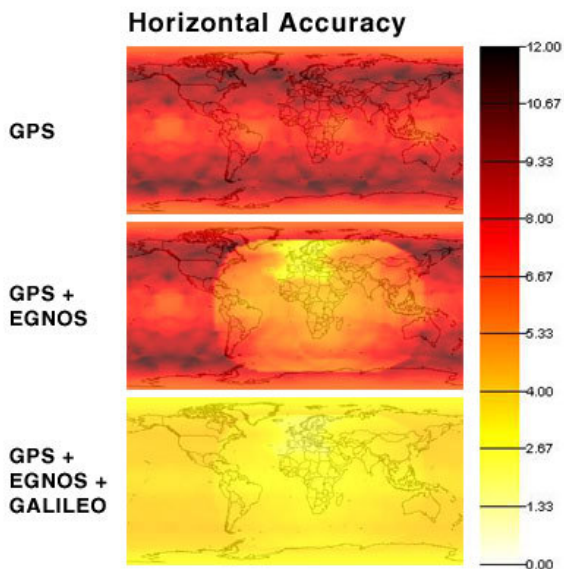 Horizontal Accuracy
GPS
GPS +
EGNOS
GPS +
EGNOS +
GALILEO
12.00
10.67
9.33
8.00
6.67
5.33
4.00
2.67
1.33
0.00